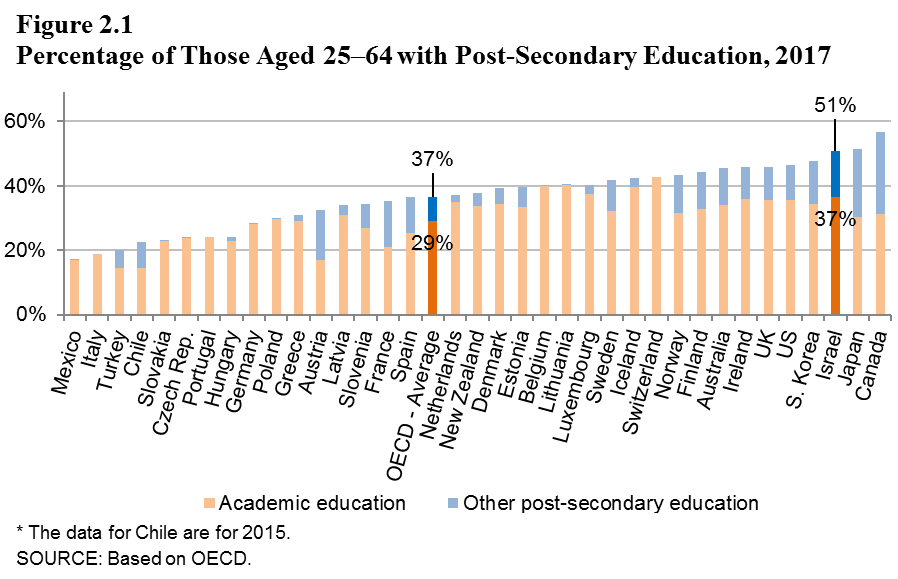 Figure 2.1
Percentage of Those Aged 25–64 with Post-Secondary Education, 2017
51%
60%
37%
40%
37%
29%
20%
0%
Mexico
Italy
Turkey
Chile
Slovakia
Czech Rep.
Portugal
Hungary
Germany
Poland
Greece
Austria
Latvia
Slovenia
France
Spain
OECD - Average
Netherlands
New Zealand
Denmark
Estonia
Belgium
Lithuania
Luxembourg
Sweden
Iceland
Switzerland
Norway
Finland
Australia
Ireland
UK
US
S. Korea
Israel
Japan
Canada
Academic education
Other post-secondary education
* The data for Chile are for 2015.
SOURCE: Based on OECD.